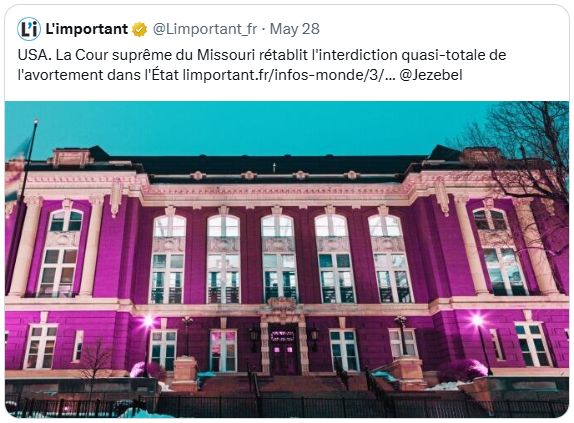 L'i L'important @Limportant_fr · May 28
USA. La Cour suprême du Missouri rétablit l'interdiction quasi-totale de
l'avortement dans l'État limportant.fr/infos-monde/3/... @Jezebel